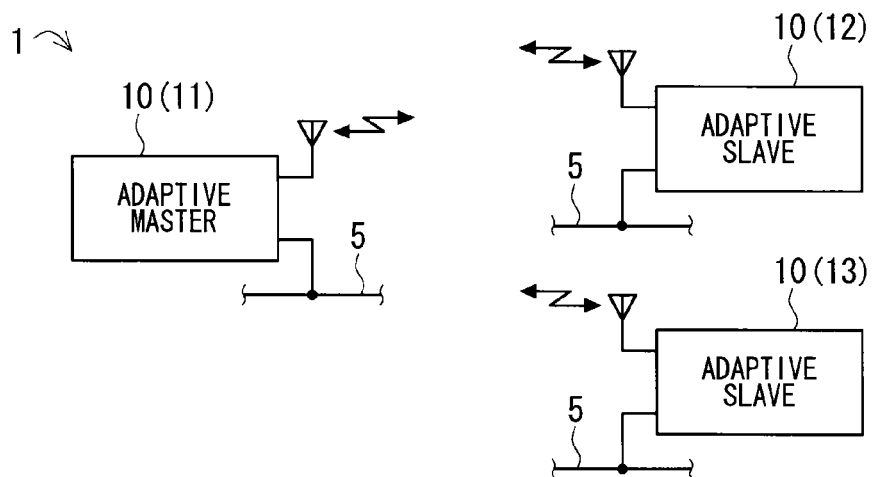 1
10(11)
ADAPTIVE
MASTER
5
10(12)
ADAPTIVE
SLAVE
5
10(13)
ADAPTIVE
SLAVE
5